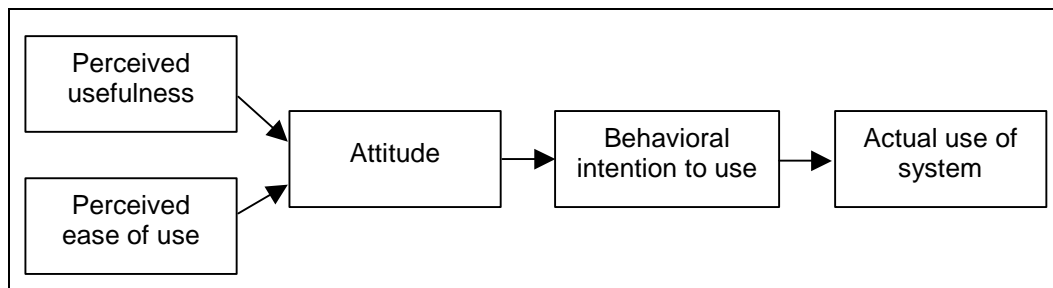 Perceived
usefulness
Perceived
ease of use
Attitude
Behavioral
intention to use
Actual use of
system